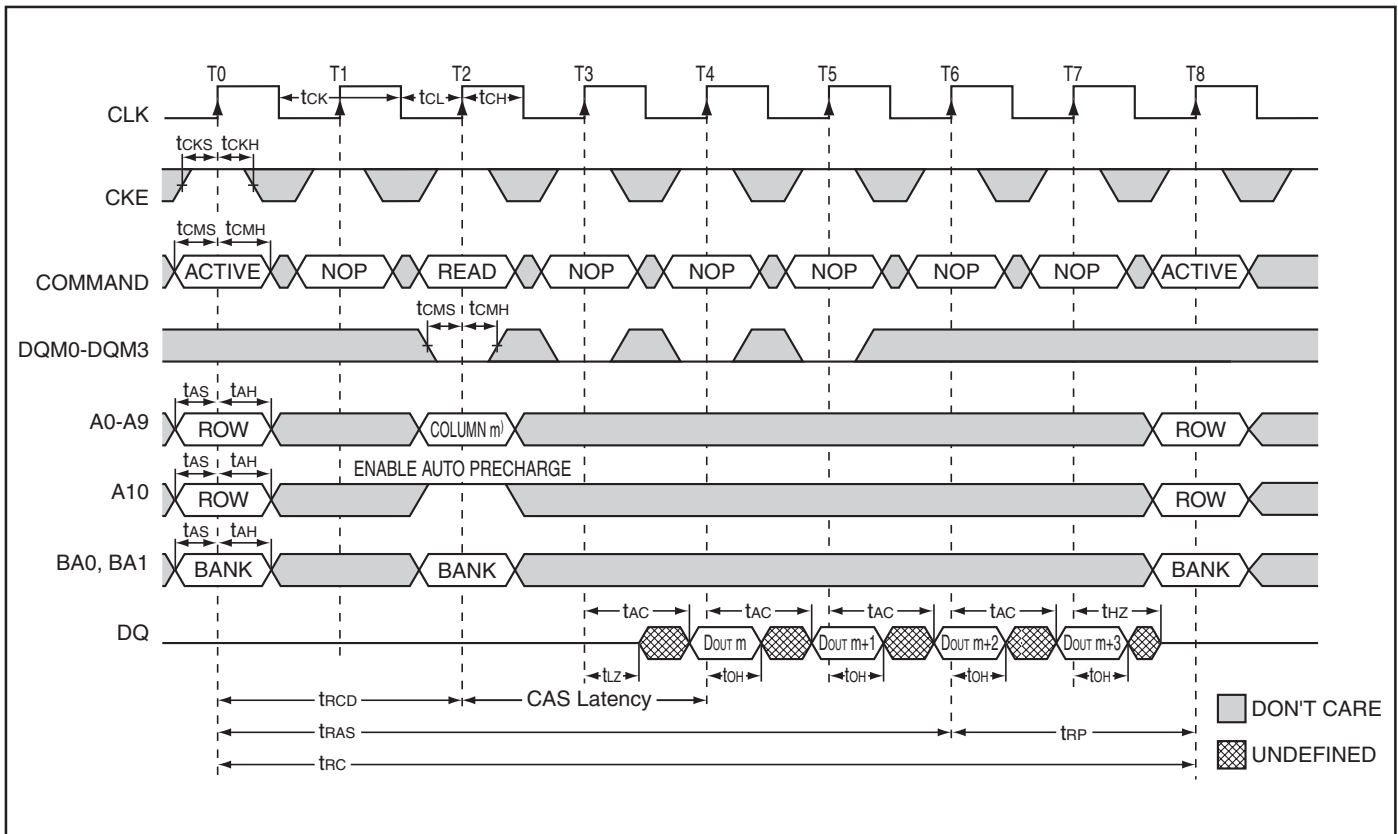 T0 T1 T2 T3 T4 T5 T6 T7 T8
CLK tCK tCL tCH
tCKS tCKH
CKE
tCMS tCMH
COMMAND ACTIVE NOP READ NOP NOP NOP NOP NOP ACTIVE
tCMS tCMH
DQM0-DQM3
tAS tAH
A0-A9 ROW COLUMN m) ROW
tAS tAH ENABLE AUTO PRECHARGE
A10 ROW ROW
tAS tAH
BA0, BA1 BANK BANK BANK
tAC tAC tAC tAC tHZ
DQ DOUT m DOUT m+1 DOUT m+2 DOUT m+3
tLZ tOH tOH tOH tOH
tRCD CAS Latency
tRAS tRP
tRC
DON'T CARE
UNDEFINED